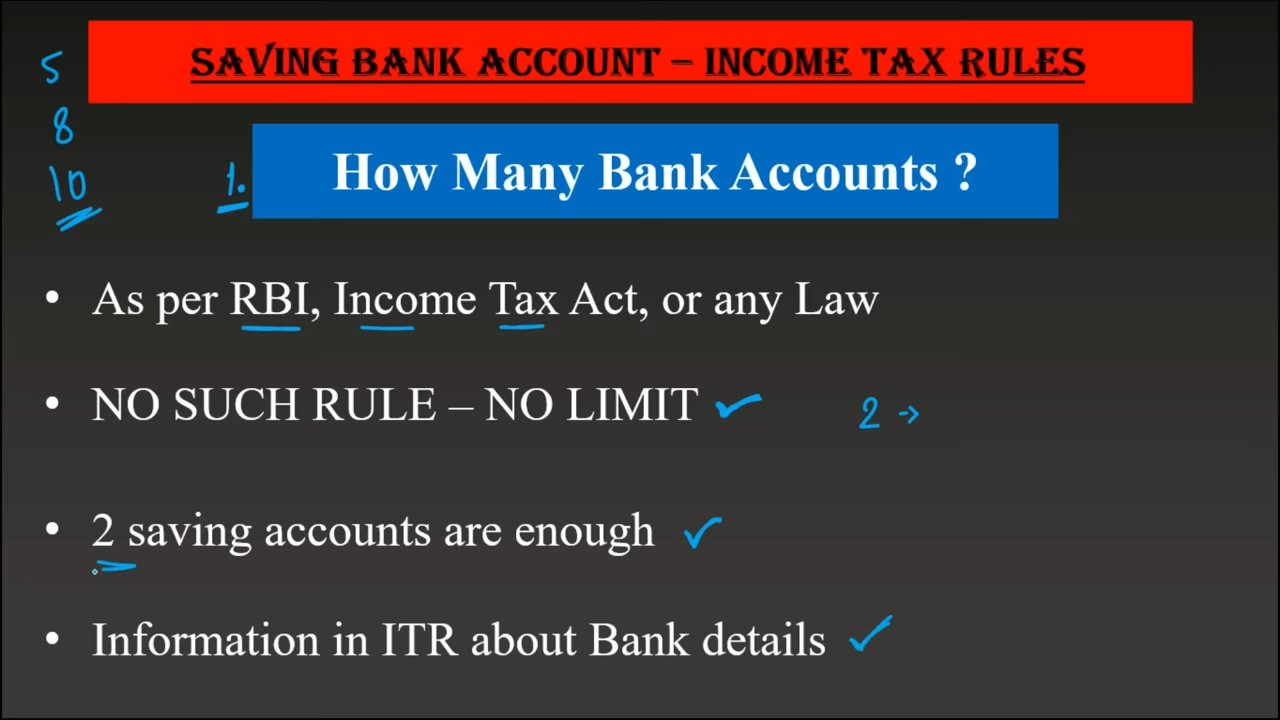 SAVING BANK ACCOUNT – INCOME TAX RULES
5
8
10
1.
How Many Bank Accounts ?
• As per RBI, Income Tax Act, or any Law
• NO SUCH RULE – NO LIMIT ✓
2 →
• 2 saving accounts are enough ✓
• Information in ITR about Bank details ✓